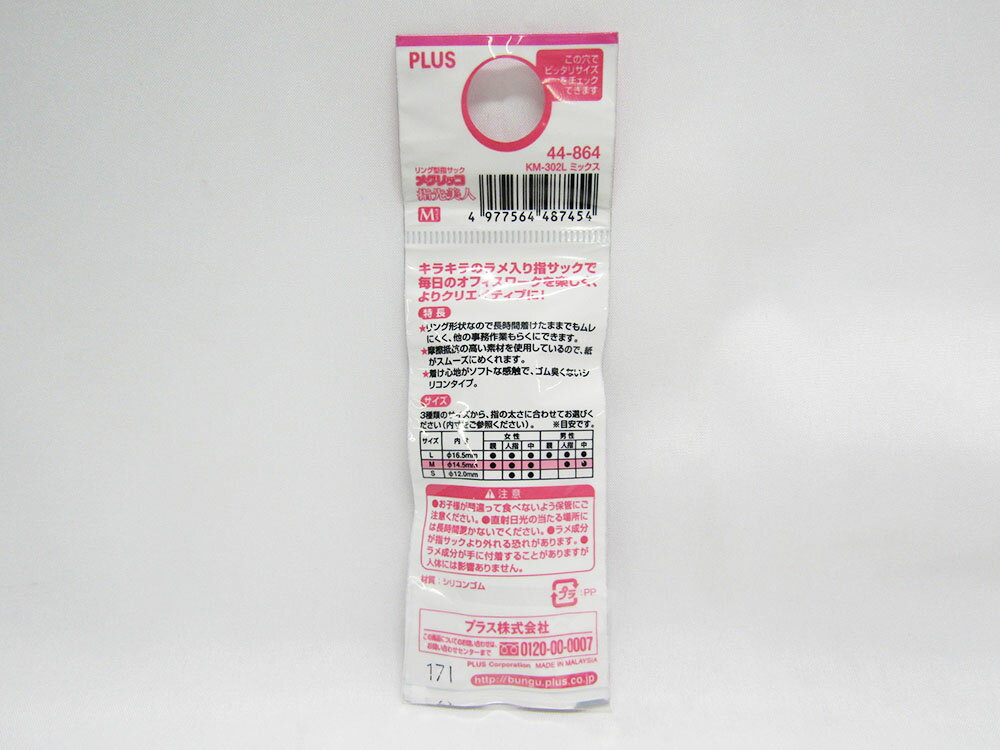 PLUS
この穴で
ピッタリサイズ
をチェック
できます
44-864
KM-302L ミックス
リング型指サック
メクリッコ
指先美人
M
4 977564 487454
キラキラのラメ入り指サックで
毎日のオフィスワークを楽しく、
よりクリエイティブに!
特長
★リング形状なので長時間着けたままでもムレ
にくく、他の事務作業もらくにできます。
★摩擦抵抗の高い素材を使用しているので、紙
がスムーズにめくれます。
★着け心地がソフトな感触で、ゴム臭くないシ
リコンタイプ。
サイズ
3種類のサイズから、指の太さに合わせてお選びく
ださい(内寸をご参照ください)。 ※目安です。
サイズ 内寸 女性 男性
親 人指 中 親 人指 中
L φ16.5mm ● ● ● ● ● ●
M φ14.5mm ● ● ● ● ●
S φ12.0mm ● ●
⚠注意
●お子様が間違って食べないよう保管にご
注意ください。●直射日光の当たる場所に
は長時間置かないでください。●ラメ成分
が指サックより外れる恐れがあります。●
ラメ成分が手に付着することがありますが
人体には影響ありません。
材質:シリコンゴム
プラ :PP
プラス株式会社
この商品についてのお問い合わせは、
お問い合わせセンターまで 0120-00-0007
PLUS Corporation MADE IN MALAYSIA
171
http://bungu.plus.co.jp